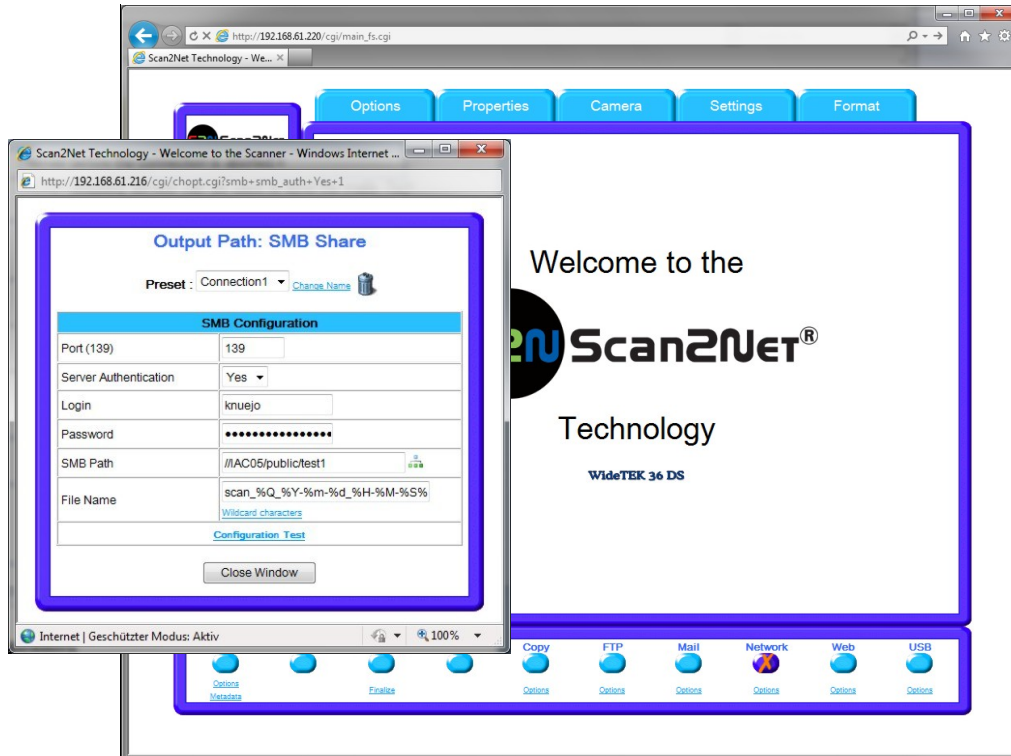 http://192.168.61.220/cgi/main_fs.cgi
Scan2Net Technology - We...
Options Properties Camera Settings Format
Scan2Net Technology - Welcome to the Scanner - Windows Internet ...
http://192.168.61.216/cgi/chopt.cgi?smb+smb_auth+Yes+1
Output Path: SMB Share
Preset : Connection1 Change Name
SMB Configuration
Port (139) 139
Server Authentication Yes
Login knuejo
Password ••••••••••••••••
SMB Path //IAC05/public/test1
File Name scan_%Q_%Y-%m-%d_%H-%M-%S%
Wildcard characters
Configuration Test
Close Window
Internet | Geschützter Modus: Aktiv 100%
Welcome to the
2N Scan2Net®
Technology
WideTEK 36 DS
Copy FTP Mail Network Web USB
X
Options Finalize Options Options Options Options Options Options
Metadata